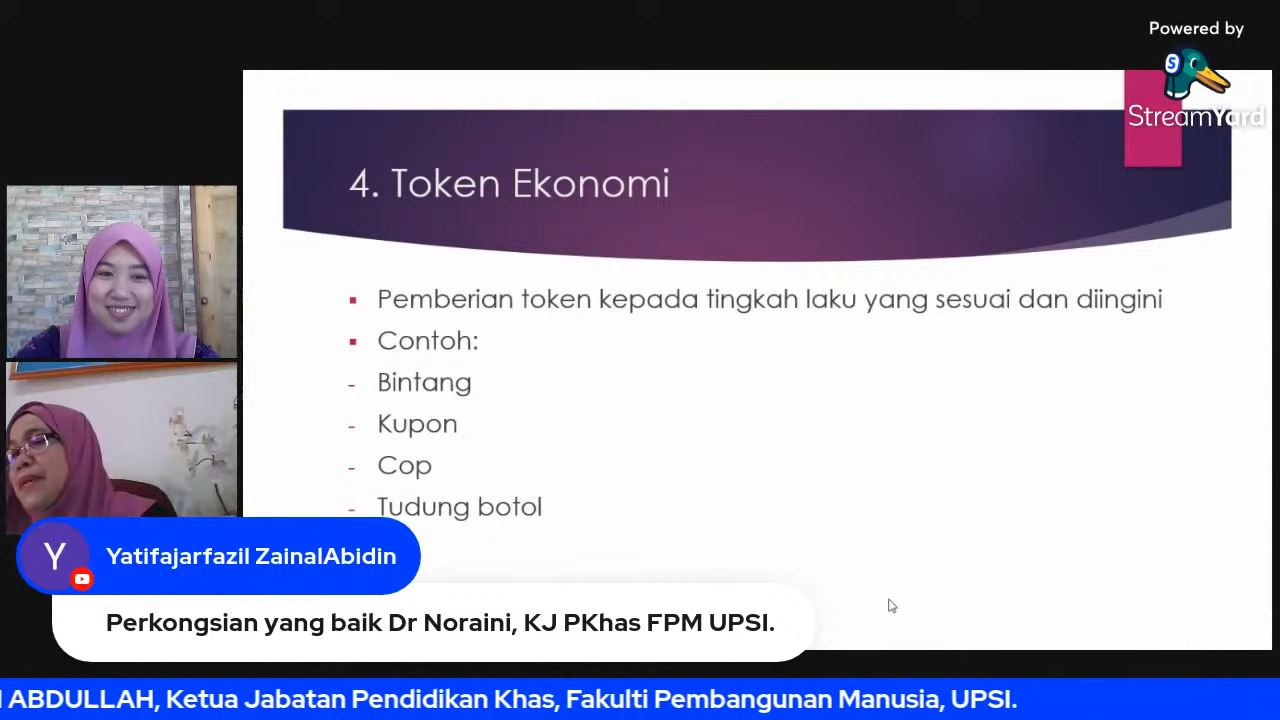 Powered by
S
StreamYard
4. Token Ekonomi
▪ Pemberian token kepada tingkah laku yang sesuai dan diingini
▪ Contoh:
- Bintang
- Kupon
- Cop
- Tudung botol
Y
Yatifajarfazil ZainalAbidin
Perkongsian yang baik Dr Noraini, KJ PKhas FPM UPSI.
ABDULLAH, Ketua Jabatan Pendidikan Khas, Fakulti Pembangunan Manusia, UPSI.